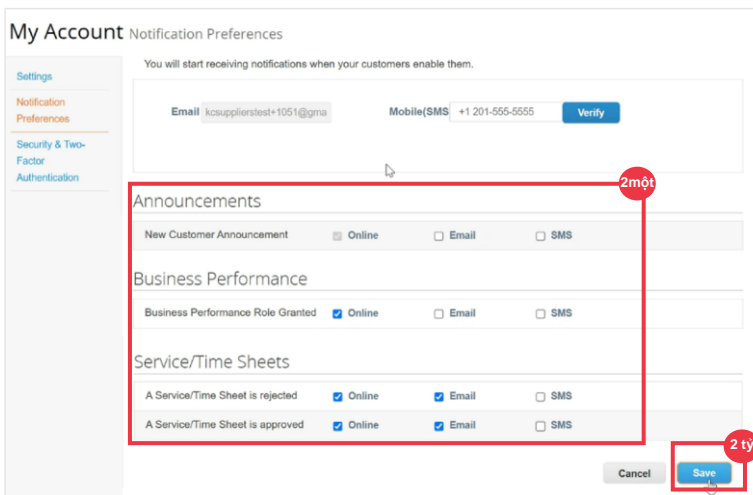 My Account Notification Preferences
You will start receiving notifications when your customers enable them.
Settings
Notification
Preferences
Security & Two-
Factor
Authentication
Email kcsupplierstest+1051@gma Mobile(SMS +1 201-555-5555 Verify
2một
Announcements
New Customer Announcement Online Email SMS
Business Performance
Business Performance Role Granted Online Email SMS
Service/Time Sheets
A Service/Time Sheet is rejected Online Email SMS
A Service/Time Sheet is approved Online Email SMS
2 tỷ
Cancel Save